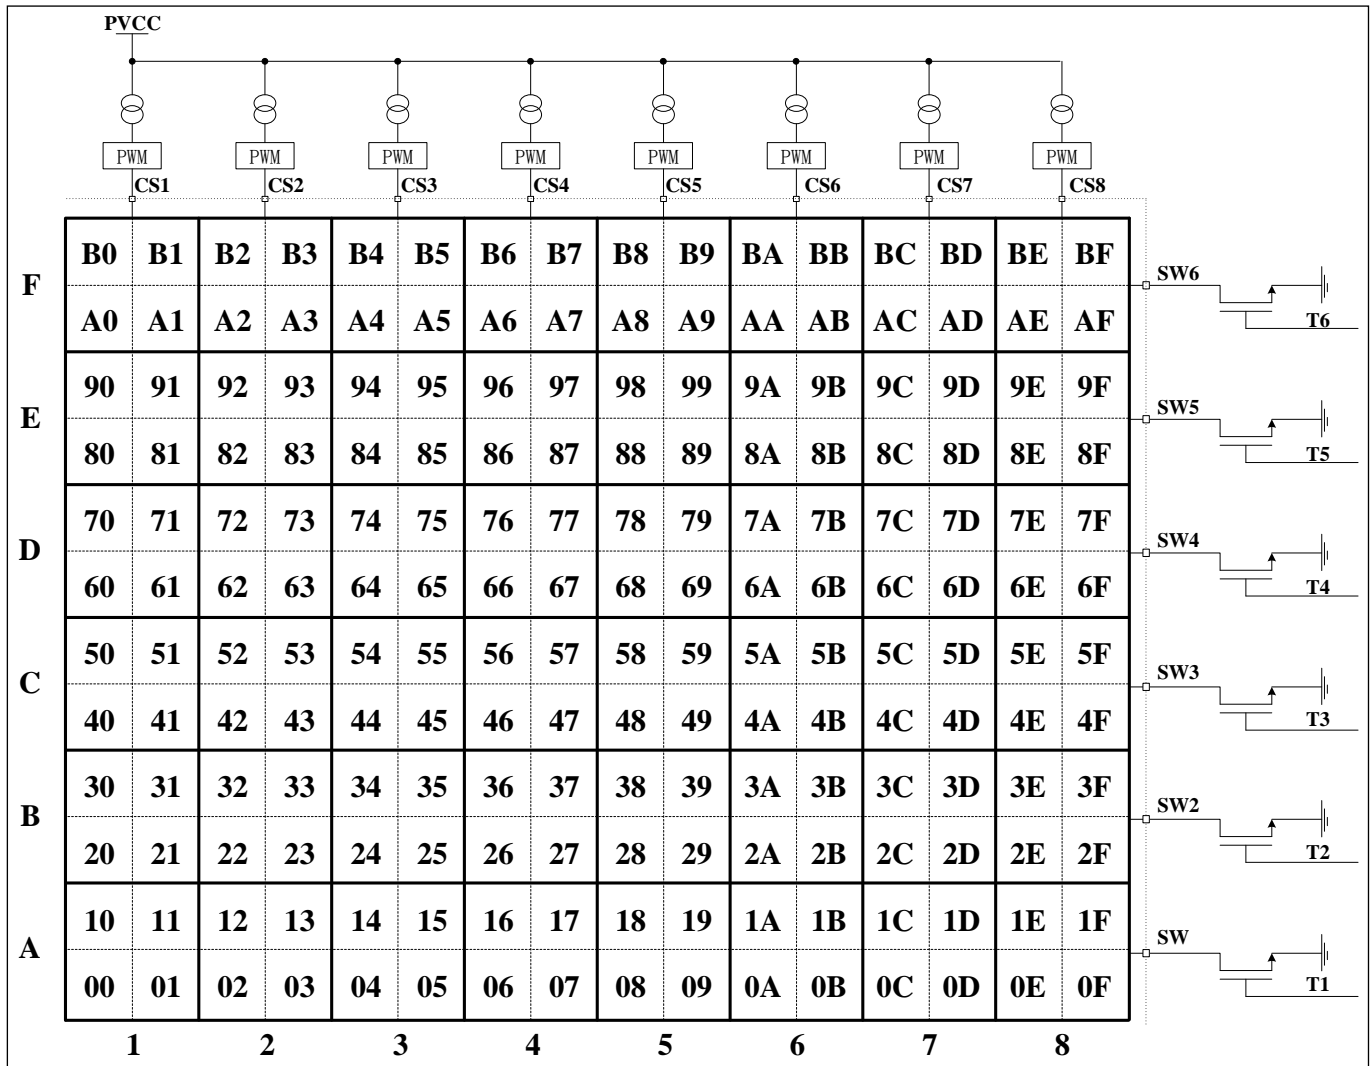 PVCC
PWM PWM PWM PWM PWM PWM PWM PWM
CS1 CS2 CS3 CS4 CS5 CS6 CS7 CS8
B0 B1 B2 B3 B4 B5 B6 B7 B8 B9 BA BB BC BD BE BF
SW6
F
A0 A1 A2 A3 A4 A5 A6 A7 A8 A9 AA AB AC AD AE AF
T6
90 91 92 93 94 95 96 97 98 99 9A 9B 9C 9D 9E 9F
SW5
E
80 81 82 83 84 85 86 87 88 89 8A 8B 8C 8D 8E 8F
T5
70 71 72 73 74 75 76 77 78 79 7A 7B 7C 7D 7E 7F
SW4
D
60 61 62 63 64 65 66 67 68 69 6A 6B 6C 6D 6E 6F
T4
50 51 52 53 54 55 56 57 58 59 5A 5B 5C 5D 5E 5F
SW3
C
40 41 42 43 44 45 46 47 48 49 4A 4B 4C 4D 4E 4F
T3
30 31 32 33 34 35 36 37 38 39 3A 3B 3C 3D 3E 3F
SW2
B
20 21 22 23 24 25 26 27 28 29 2A 2B 2C 2D 2E 2F
T2
10 11 12 13 14 15 16 17 18 19 1A 1B 1C 1D 1E 1F
SW
A
00 01 02 03 04 05 06 07 08 09 0A 0B 0C 0D 0E 0F
T1
1 2 3 4 5 6 7 8